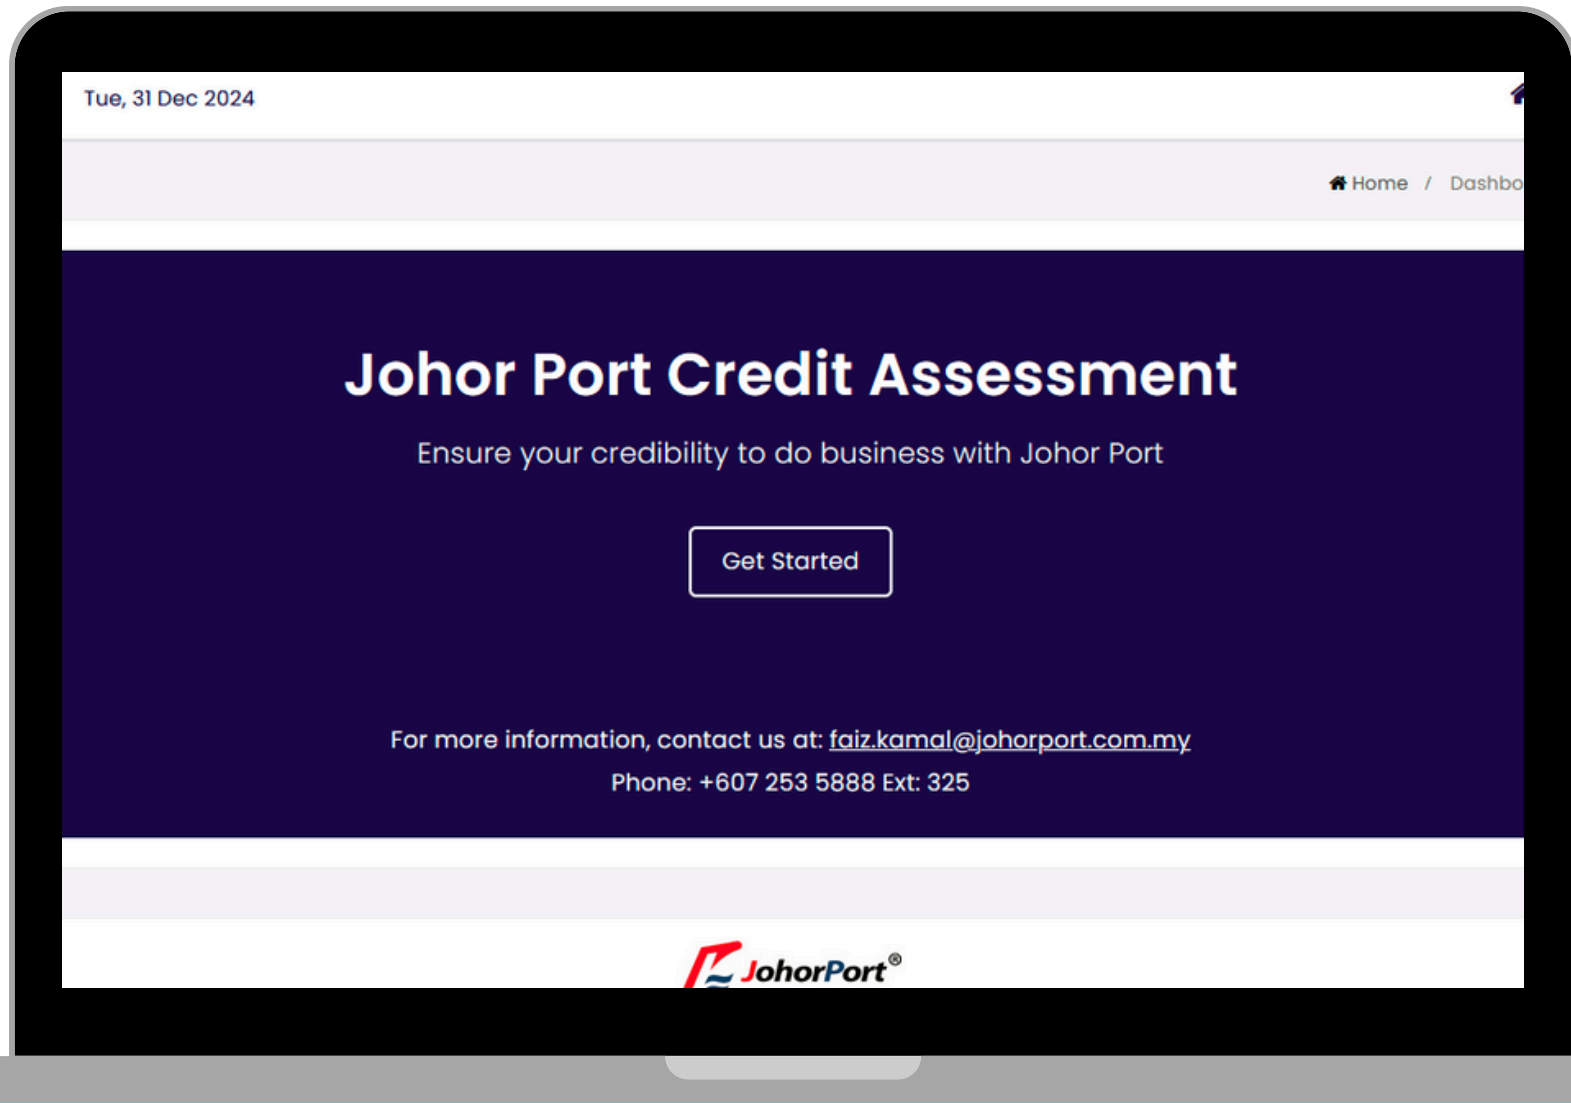 Tue, 31 Dec 2024
Home / Dashbo
Johor Port Credit Assessment
Ensure your credibility to do business with Johor Port
Get Started
For more information, contact us at: faiz.kamal@johorport.com.my
Phone: +607 253 5888 Ext: 325
JohorPort®